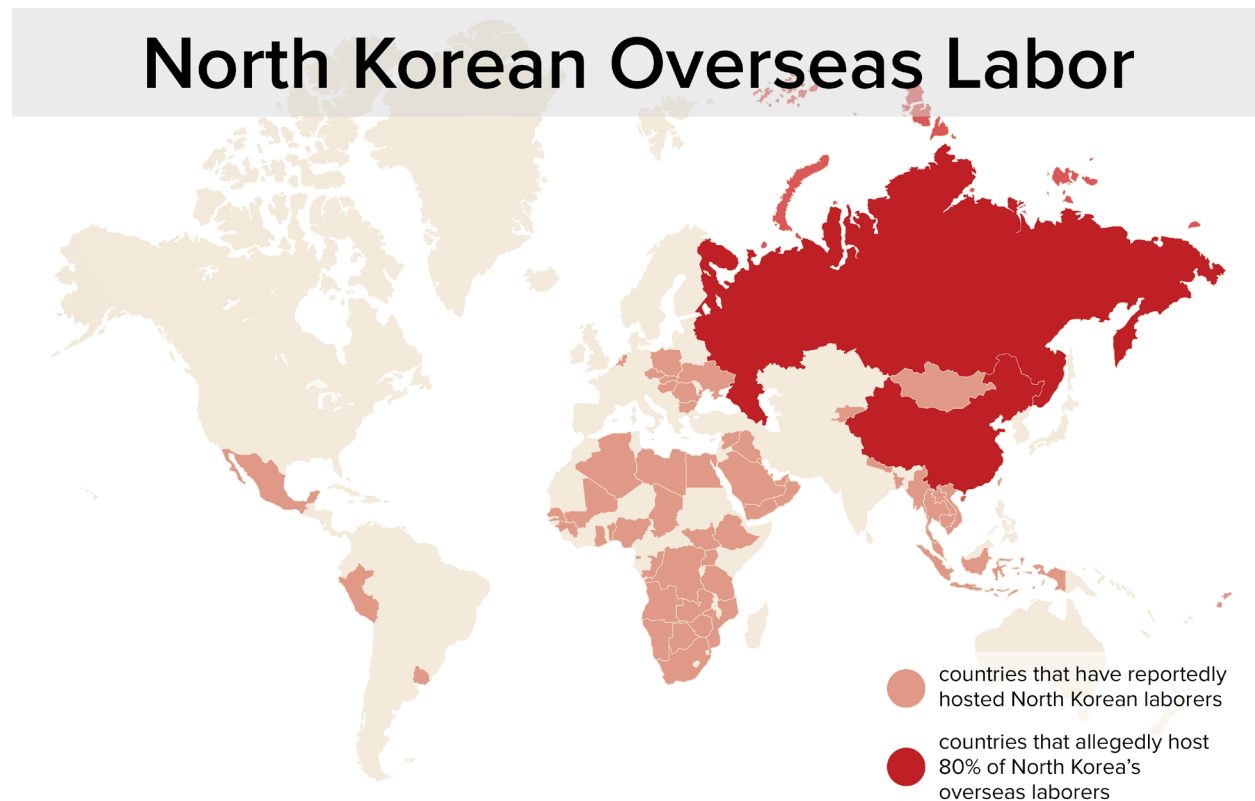 North Korean Overseas Labor
countries that have reportedly
hosted North Korean laborers
countries that allegedly host
80% of North Korea’s
overseas laborers